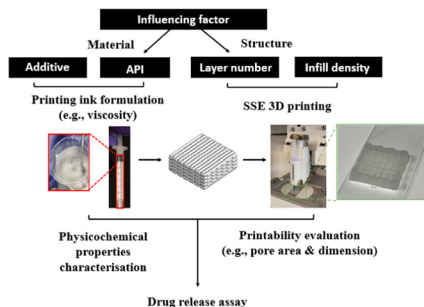 Influencing factor
Material
Structure
Additive
API
Layer number
Infill density
Printing ink formulation
(e.g., viscosity)
SSE 3D printing
Physicochemical
properties
characterisation
Printability evaluation
(e.g., pore area & dimension)
Drug release assay